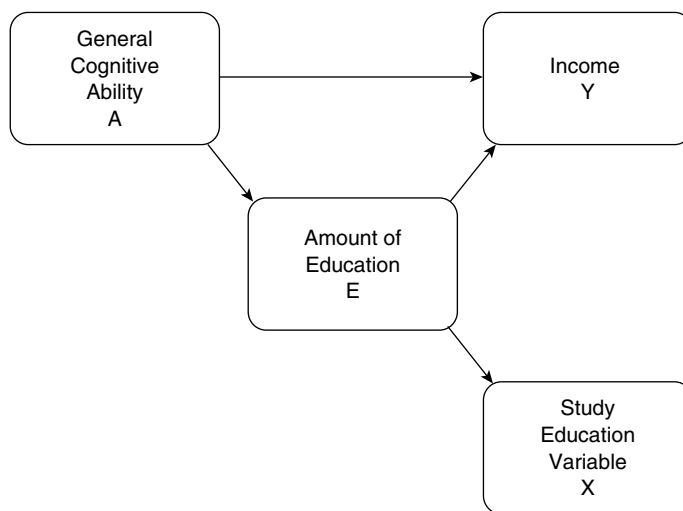 General
Cognitive
Ability
A
Income
Y
Amount of
Education
E
Study
Education
Variable
X